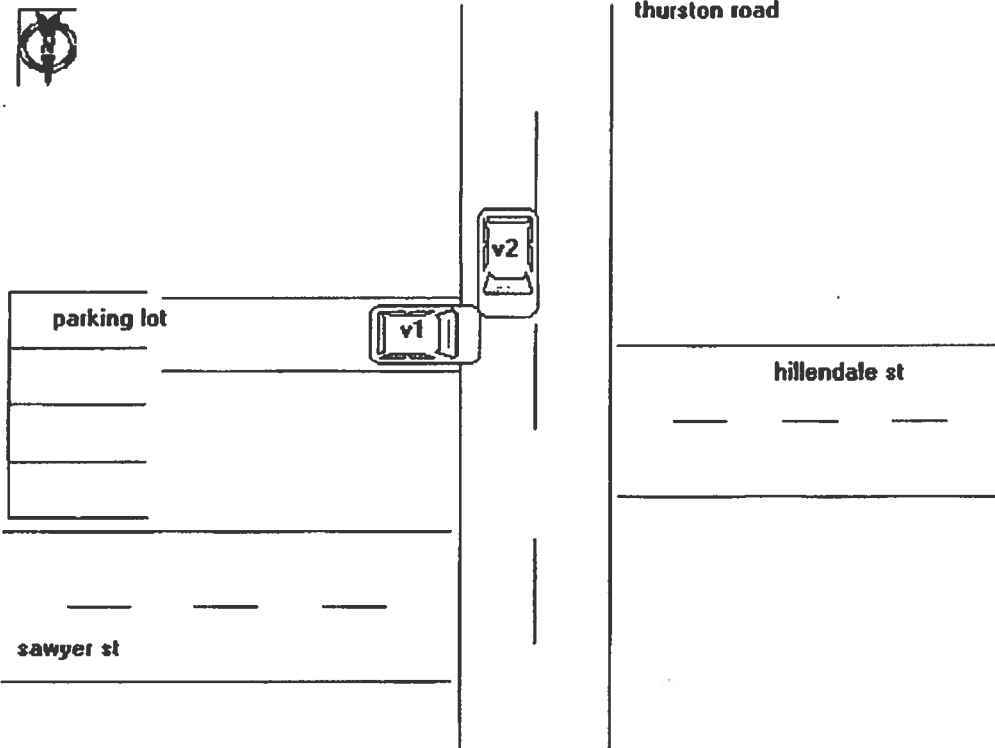 thurston road
N
v2
parking lot
v1
hillendale st
sawyer st